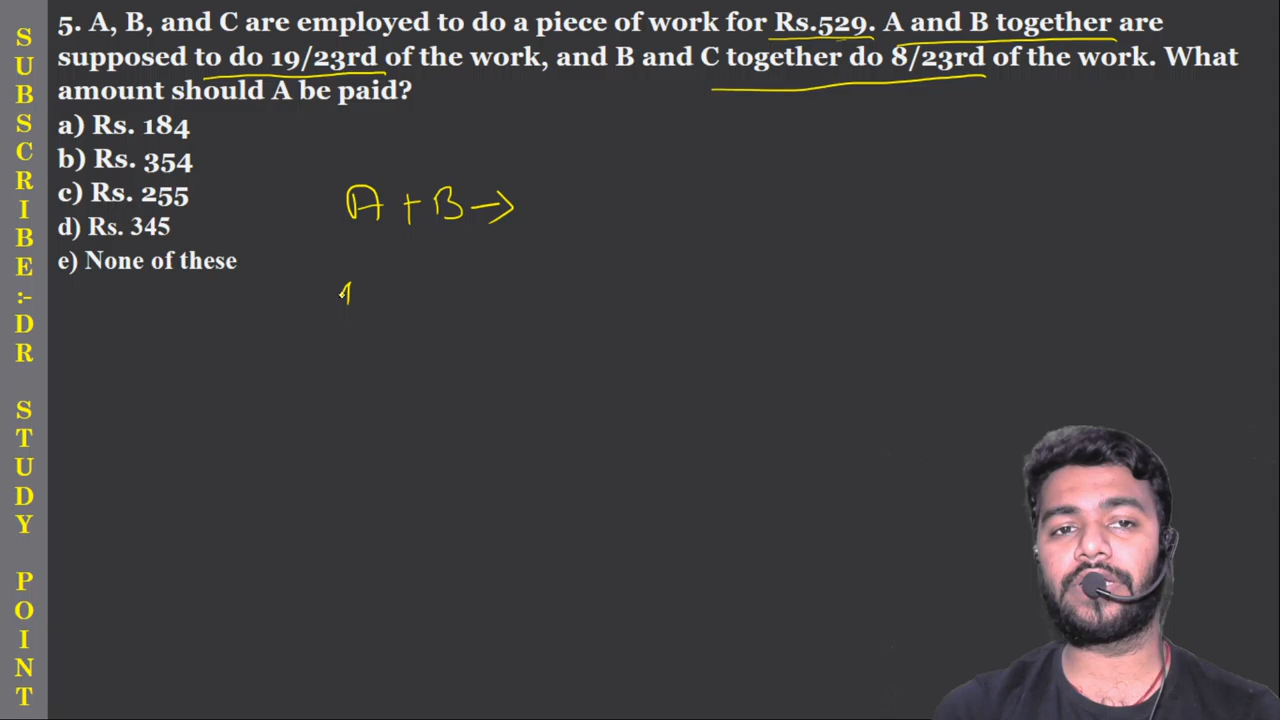 SUBSCRIBE:-DR STUDY POINT
5. A, B, and C are employed to do a piece of work for Rs.529. A and B together are
supposed to do 19/23rd of the work, and B and C together do 8/23rd of the work. What
amount should A be paid?
a) Rs. 184
b) Rs. 354
c) Rs. 255
d) Rs. 345
e) None of these
A + B →